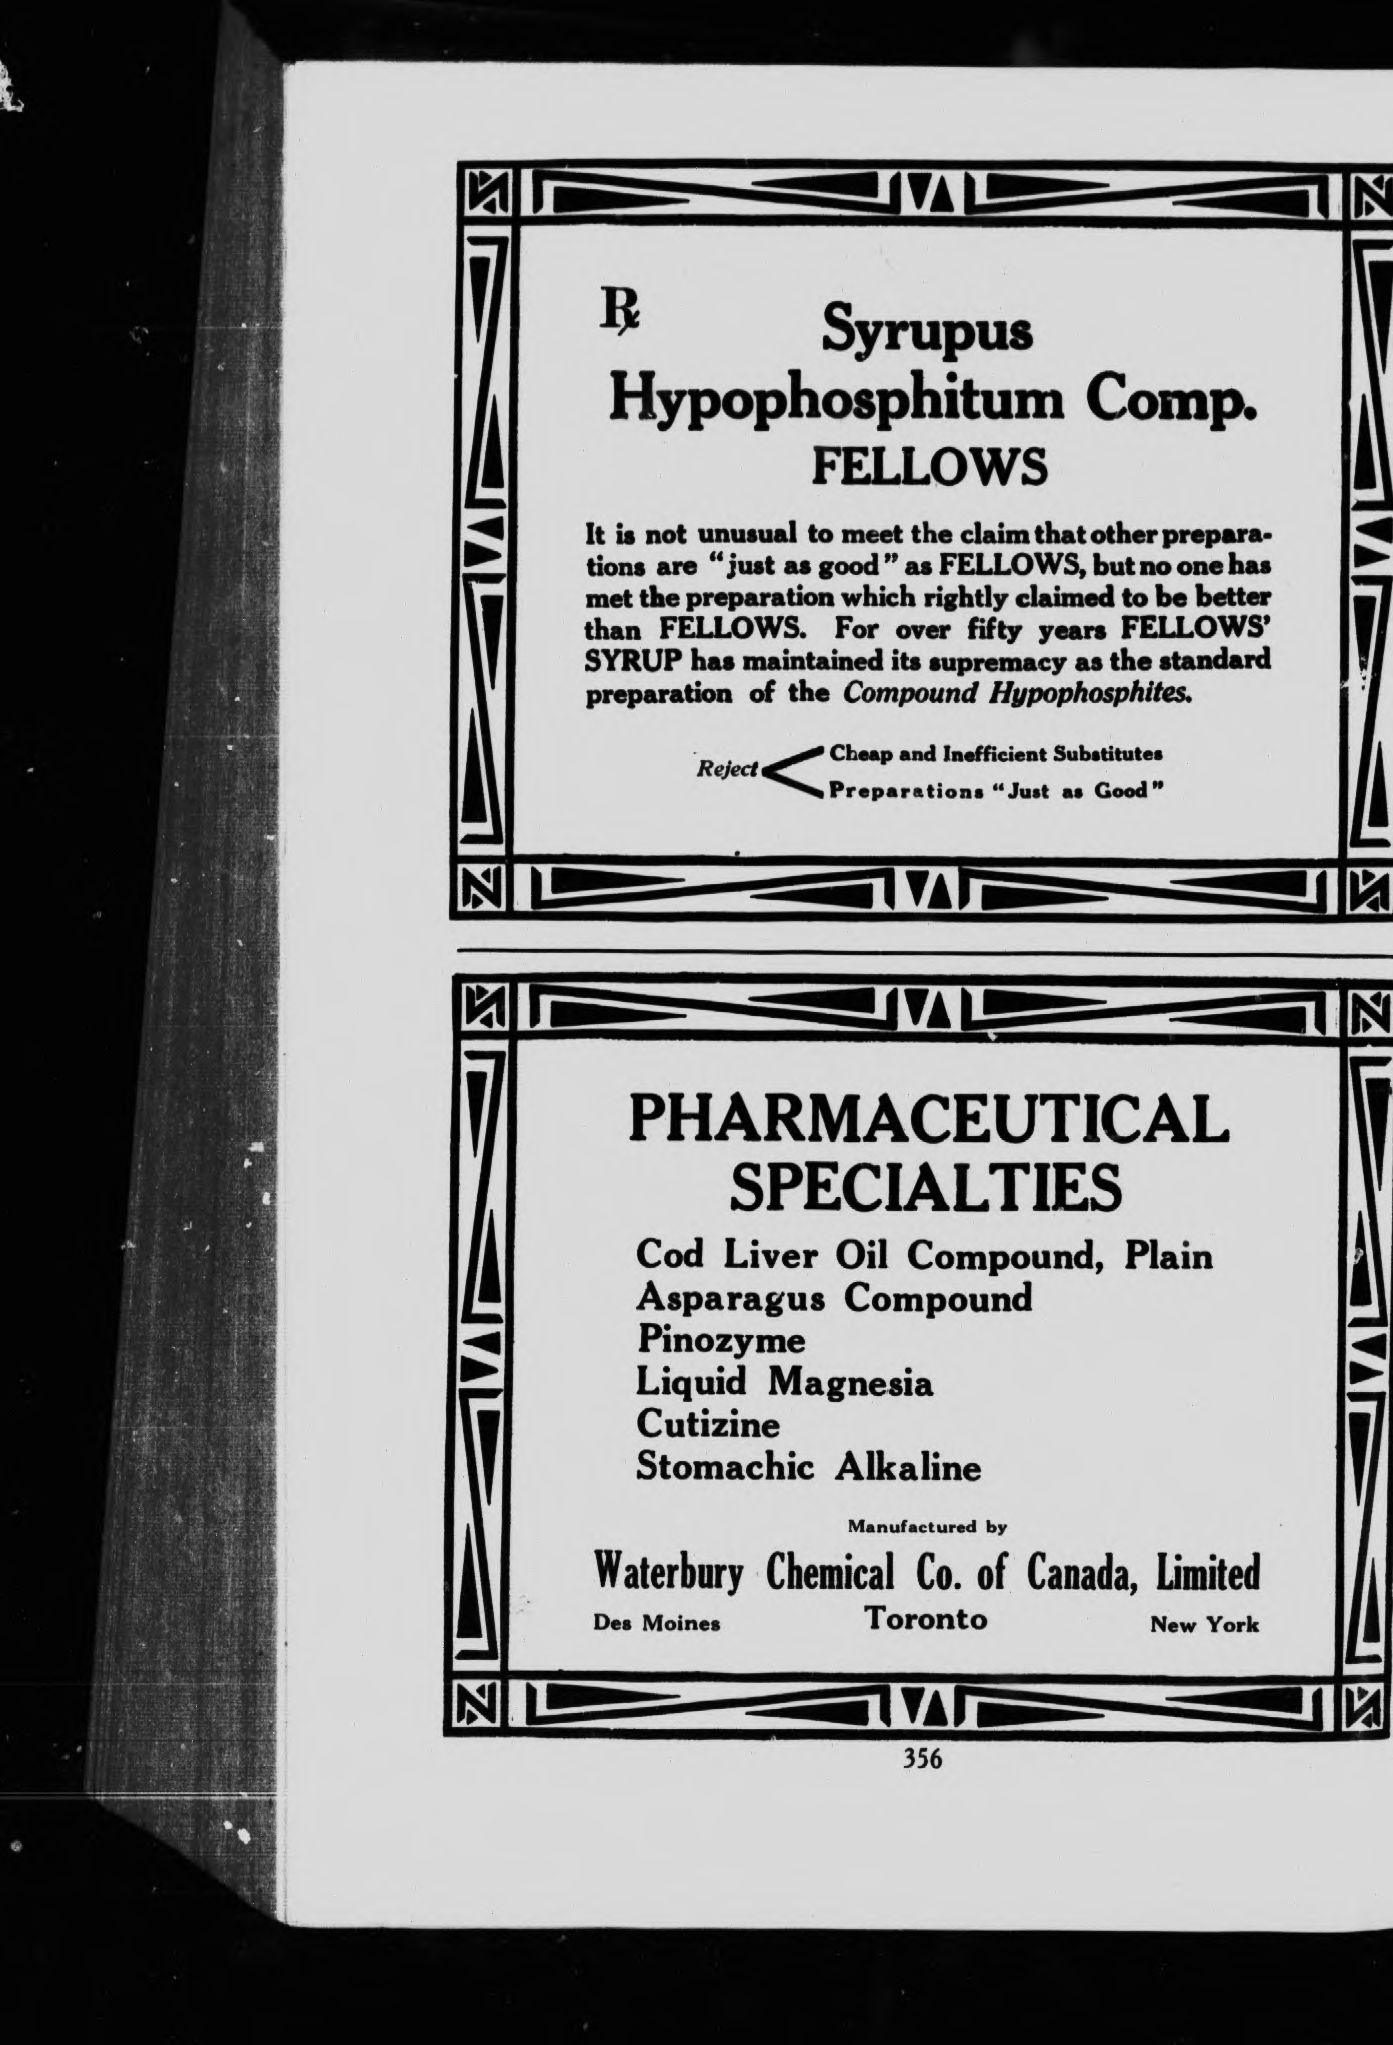 ℞
Syrupus
Hypophosphitum Comp.
FELLOWS
It is not unusual to meet the claim that other prepara-
tions are "just as good" as FELLOWS, but no one has
met the preparation which rightly claimed to be better
than FELLOWS. For over fifty years FELLOWS'
SYRUP has maintained its supremacy as the standard
preparation of the Compound Hypophosphites.
Reject
Cheap and Inefficient Substitutes
Preparations "Just as Good"
PHARMACEUTICAL
SPECIALTIES
Cod Liver Oil Compound, Plain
Asparagus Compound
Pinozyme
Liquid Magnesia
Cutizine
Stomachic Alkaline
Manufactured by
Waterbury Chemical Co. of Canada, Limited
Des Moines Toronto New York
356